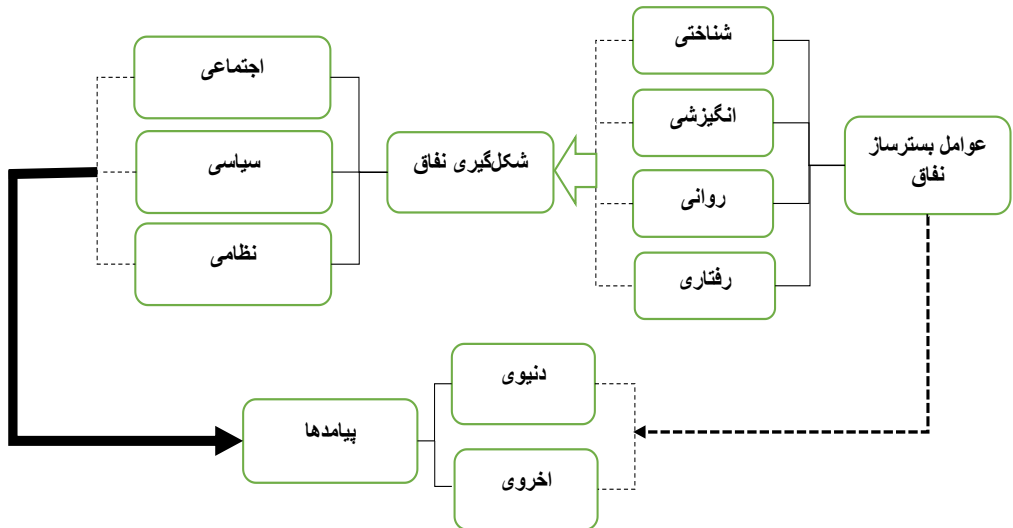 عوامل بسترساز
نفاق
شناختی
انگیزشی
روانی
رفتاری
شکل‌گیری نفاق
اجتماعی
سیاسی
نظامی
پیامدها
دنیوی
اخروی